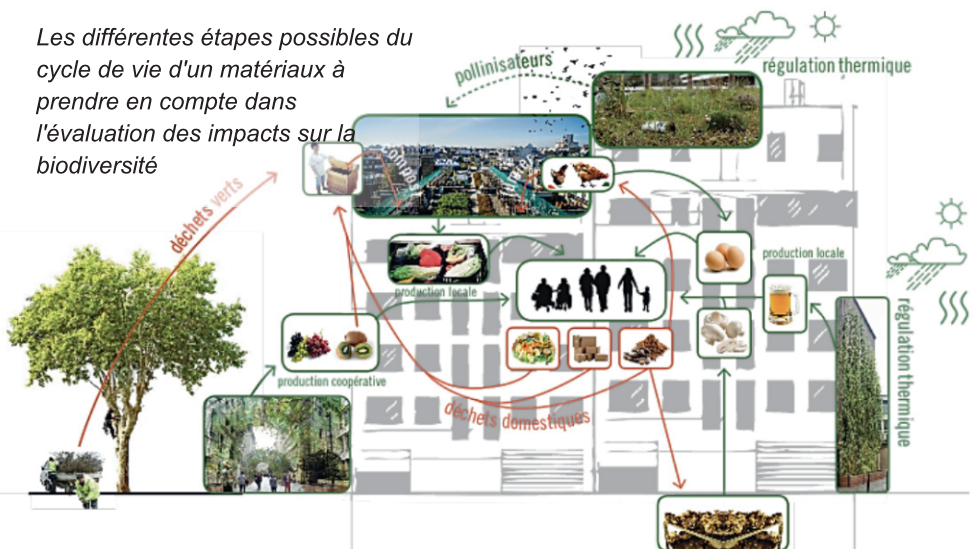 Les différentes étapes possibles du
cycle de vie d'un matériaux à
prendre en compte dans
l'évaluation des impacts sur la
biodiversité
pollinisateurs
régulation thermique
compost
déchets verts
production locale
production locale
régulation thermique
production coopérative
déchets domestiques